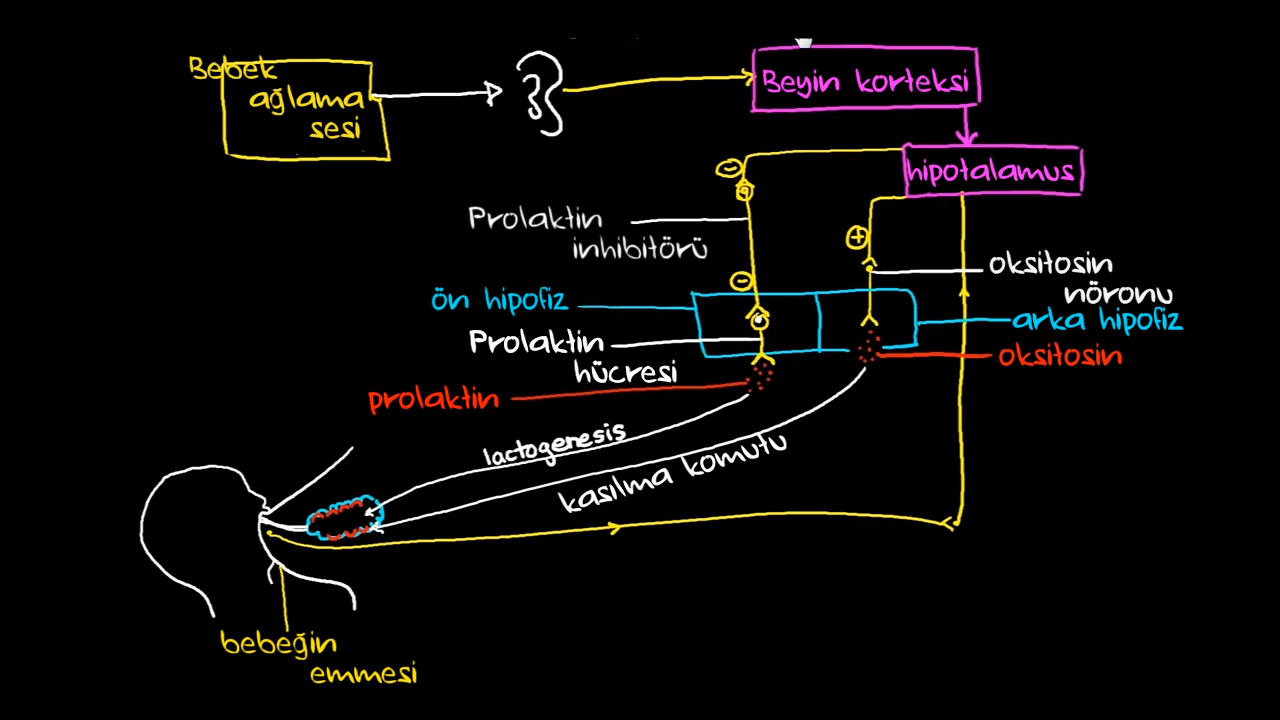 Bebek
ağlama
sesi
Beyin korteksi
hipotalamus
Prolaktin
inhibitörü
oksitosin
nöronu
ön hipofiz
arka hipofiz
Prolaktin
hücresi
oksitosin
prolaktin
lactogenesis
kasılma komutu
bebeğin
emmesi